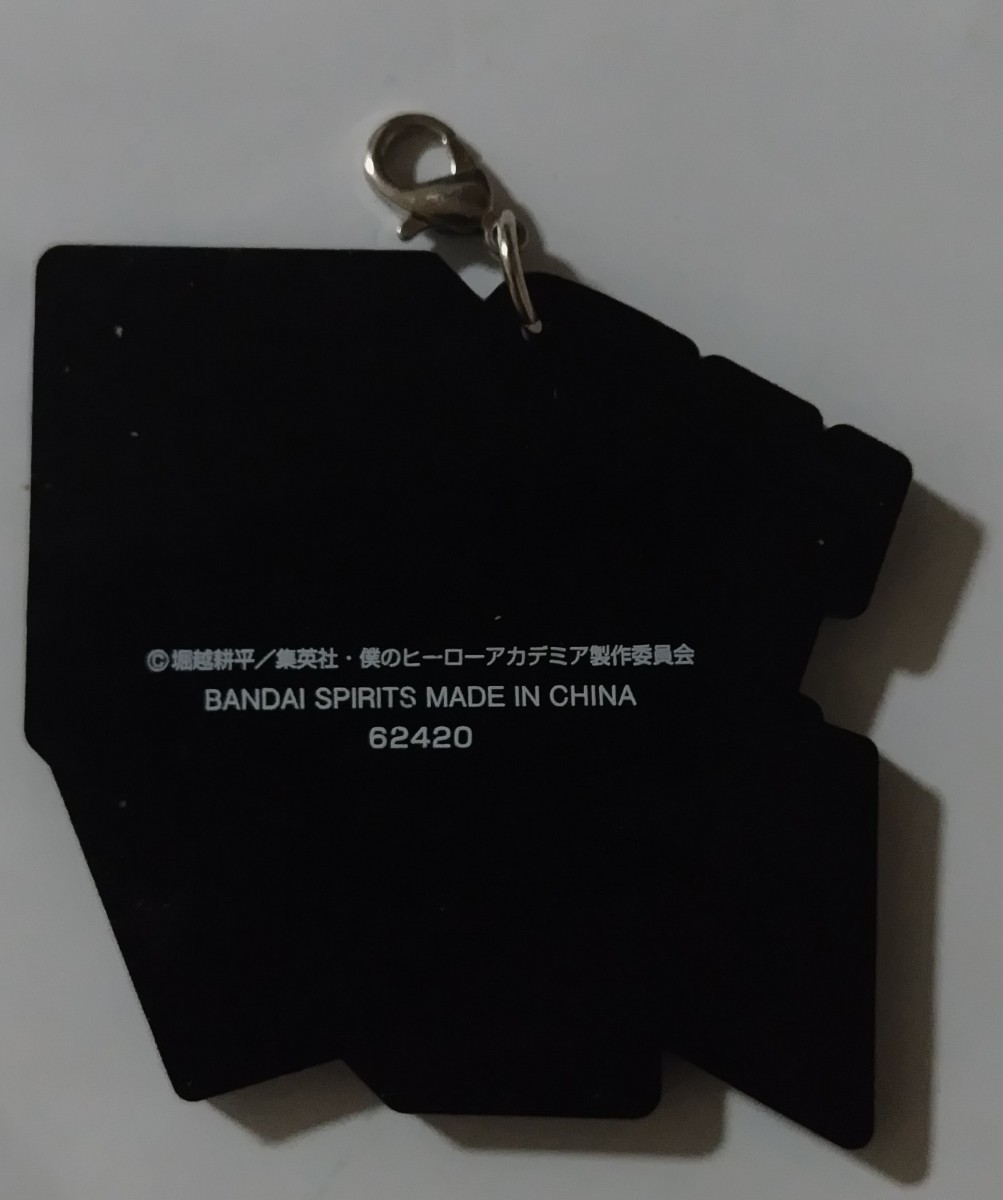 ©堀越耕平／集英社・僕のヒーローアカデミア製作委員会
BANDAI SPIRITS MADE IN CHINA
62420